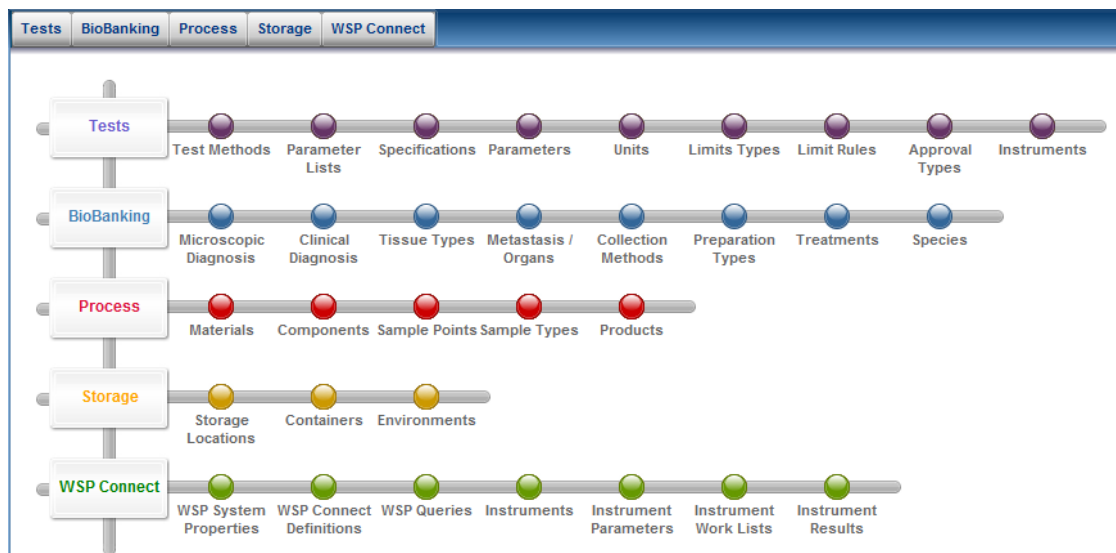 Tests BioBanking Process Storage WSP Connect
Tests
Test Methods Parameter Specifications Parameters Units Limits Types Limit Rules Approval Instruments
Lists Types
BioBanking
Microscopic Clinical Tissue Types Metastasis / Collection Preparation Treatments Species
Diagnosis Diagnosis Organs Methods Types
Process
Materials Components Sample Points Sample Types Products
Storage
Storage Containers Environments
Locations
WSP Connect
WSP System WSP Connect WSP Queries Instruments Instrument Instrument Instrument
Properties Definitions Parameters Work Lists Results